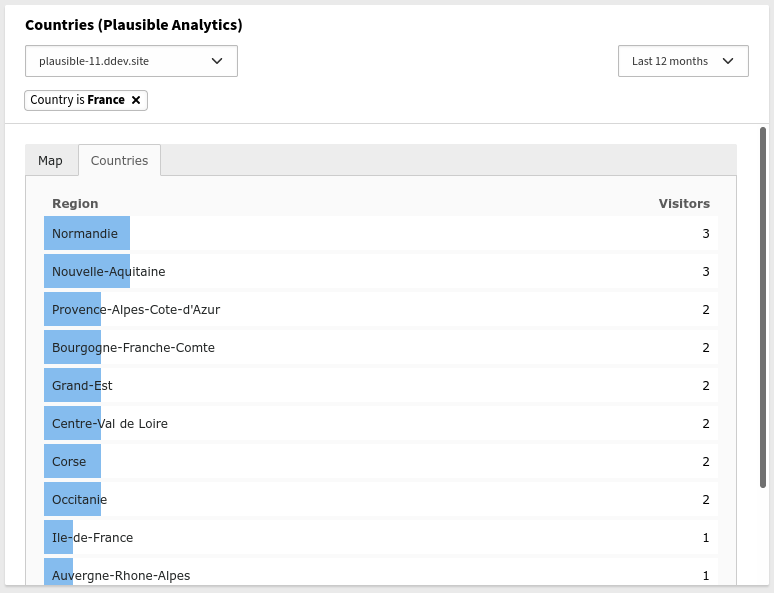 Countries (Plausible Analytics)
plausible-11.ddev.site
Last 12 months
Country is France ✕
Map
Countries
Region Visitors
Normandie 3
Nouvelle-Aquitaine 3
Provence-Alpes-Cote-d'Azur 2
Bourgogne-Franche-Comte 2
Grand-Est 2
Centre-Val de Loire 2
Corse 2
Occitanie 2
Ile-de-France 1
Auvergne-Rhone-Alpes 1